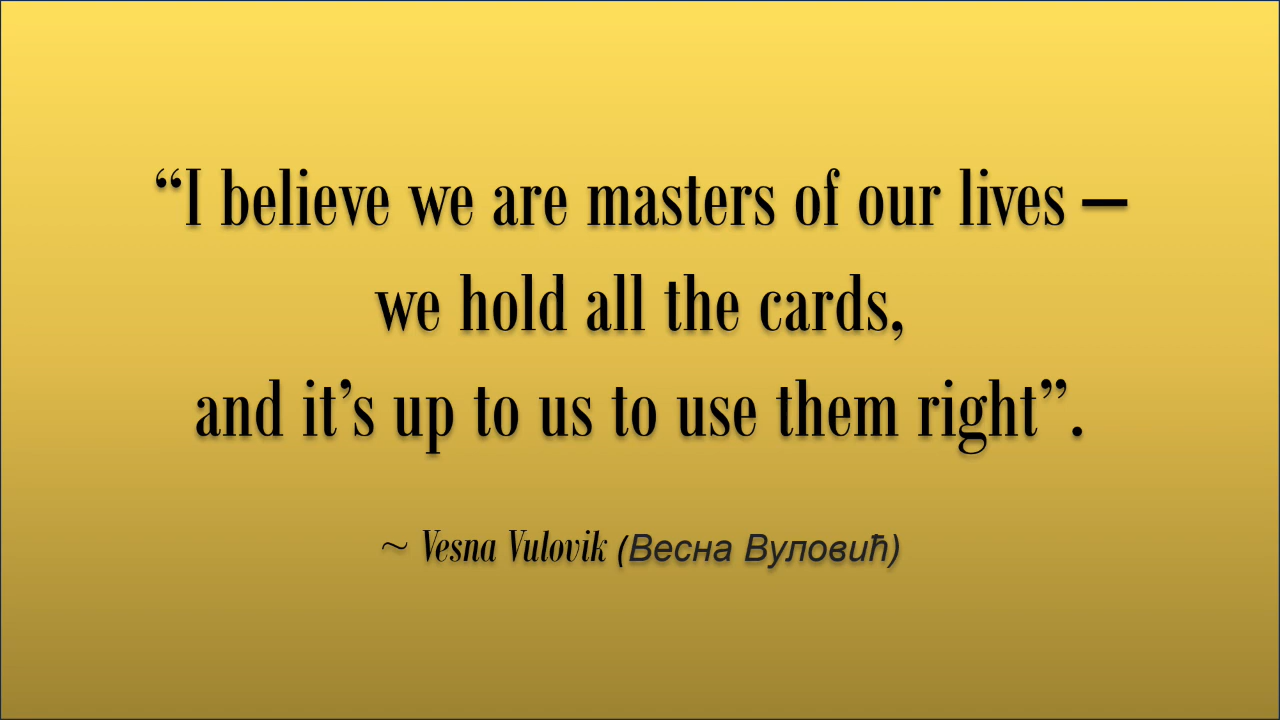 “I believe we are masters of our lives –
we hold all the cards,
and it’s up to us to use them right”.
~ Vesna Vulovik (Весна Вуловић)